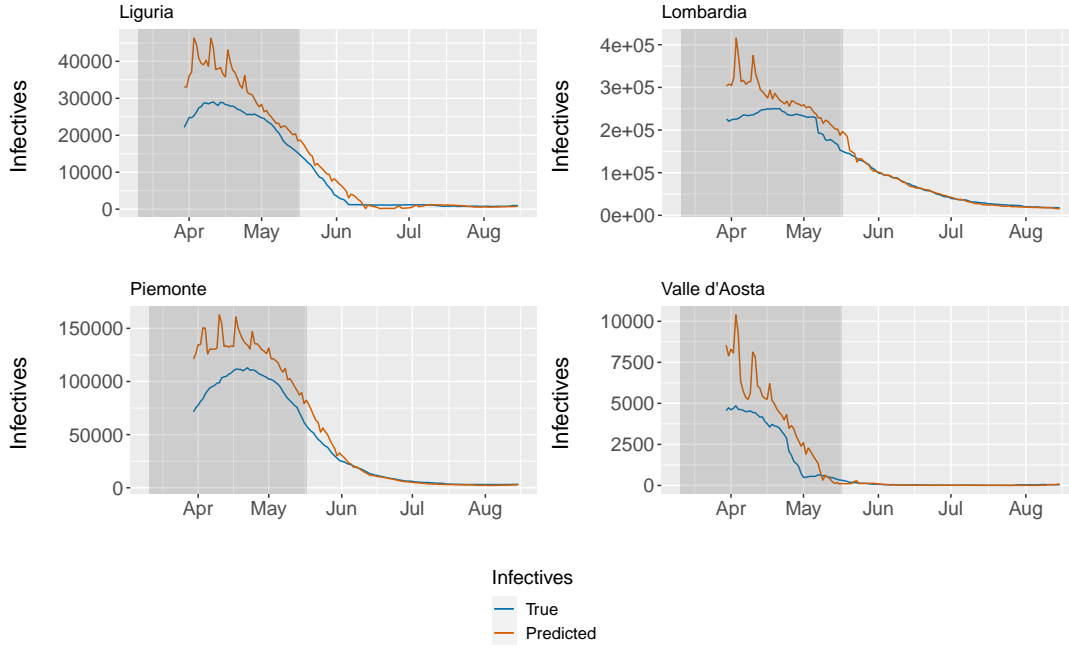 Liguria
Infectives
40000
30000
20000
10000
0
Apr May Jun Jul Aug
Lombardia
Infectives
4e+05
3e+05
2e+05
1e+05
0e+00
Apr May Jun Jul Aug
Piemonte
Infectives
150000
100000
50000
0
Apr May Jun Jul Aug
Valle d'Aosta
Infectives
10000
7500
5000
2500
0
Apr May Jun Jul Aug
Infectives
True
Predicted